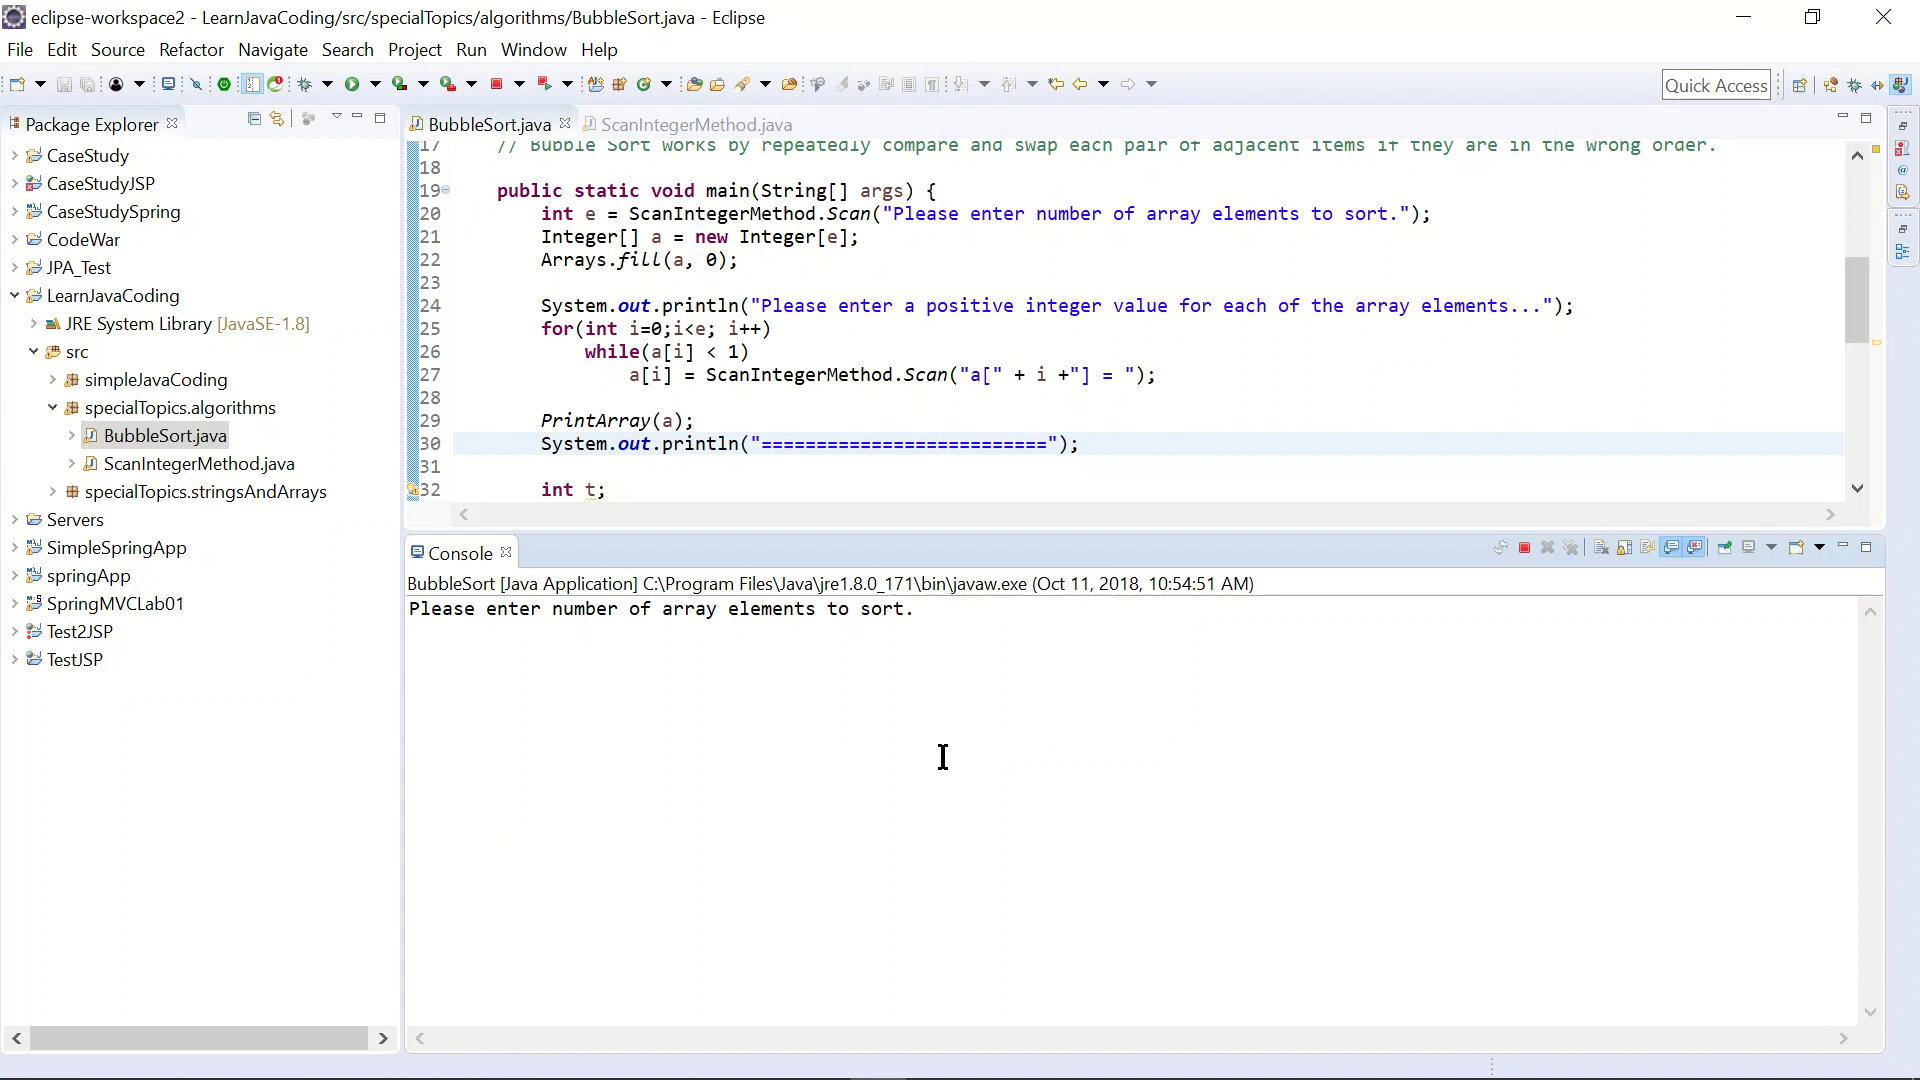 eclipse-workspace2 - LearnJavaCoding/src/specialTopics/algorithms/BubbleSort.java - Eclipse
File Edit Source Refactor Navigate Search Project Run Window Help
Quick Access
Package Explorer
CaseStudy
CaseStudyJSP
CaseStudySpring
CodeWar
JPA_Test
LearnJavaCoding
JRE System Library [JavaSE-1.8]
src
simpleJavaCoding
specialTopics.algorithms
BubbleSort.java
ScanIntegerMethod.java
specialTopics.stringsAndArrays
Servers
SimpleSpringApp
springApp
SpringMVCLab01
Test2JSP
TestJSP
BubbleSort.java ScanIntegerMethod.java
17 // Bubble Sort works by repeatedly compare and swap each pair of adjacent items if they are in the wrong order.
18
19 public static void main(String[] args) {
20 int e = ScanIntegerMethod.Scan("Please enter number of array elements to sort.");
21 Integer[] a = new Integer[e];
22 Arrays.fill(a, 0);
23
24 System.out.println("Please enter a positive integer value for each of the array elements...");
25 for(int i=0;i<e; i++)
26 while(a[i] < 1)
27 a[i] = ScanIntegerMethod.Scan("a[" + i +"] = ");
28
29 PrintArray(a);
30 System.out.println("==========================");
31
32 int t;
Console
BubbleSort [Java Application] C:\Program Files\Java\jre1.8.0_171\bin\javaw.exe (Oct 11, 2018, 10:54:51 AM)
Please enter number of array elements to sort.